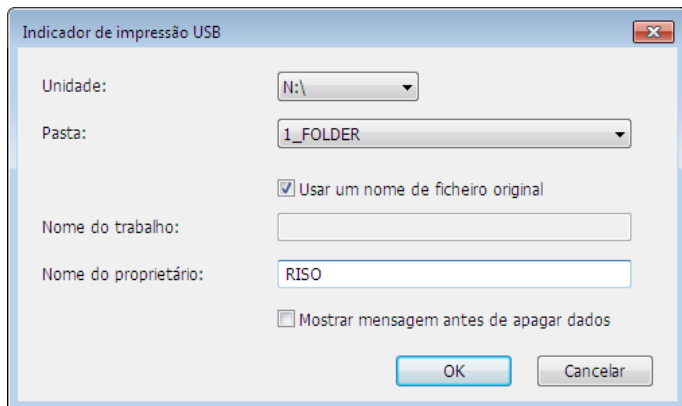 Indicador de impressão USB
Unidade: N:\
Pasta: 1_FOLDER
Usar um nome de ficheiro original
Nome do trabalho:
Nome do proprietário: RISO
Mostrar mensagem antes de apagar dados
OK Cancelar